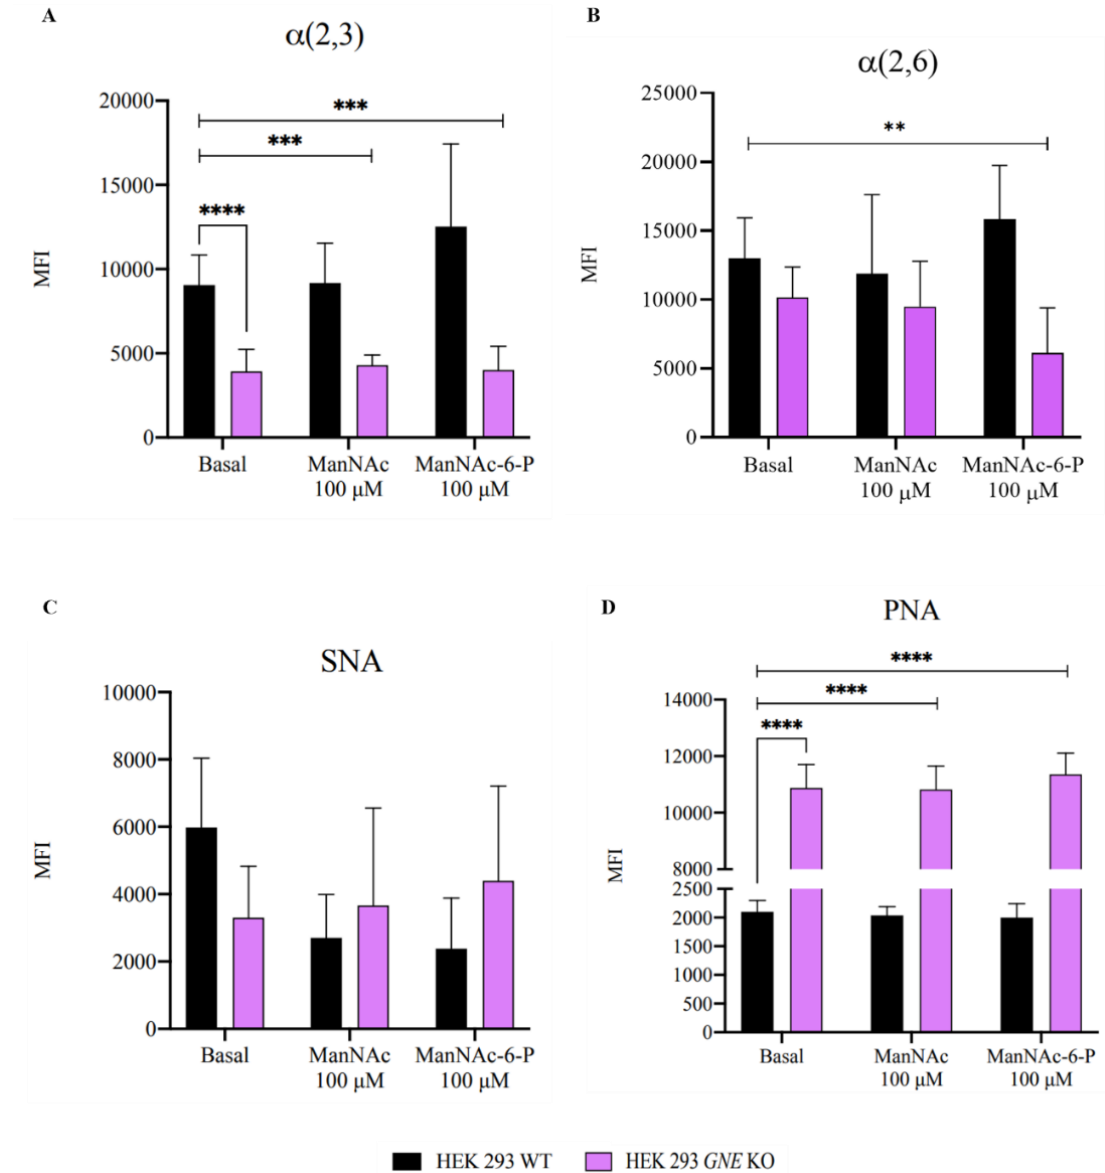 A
α(2,3)
20000
15000
10000
5000
0
MFI
***
***
****
Basal
ManNAc
100 μM
ManNAc-6-P
100 μM
B
α(2,6)
25000
20000
15000
10000
5000
0
MFI
**
Basal
ManNAc
100 μM
ManNAc-6-P
100 μM
C
SNA
10000
8000
6000
4000
2000
0
MFI
Basal
ManNAc
100 μM
ManNAc-6-P
100 μM
D
PNA
14000
12000
10000
8000
2500
2000
1500
1000
500
0
MFI
****
****
****
Basal
ManNAc
100 μM
ManNAc-6-P
100 μM
HEK 293 WT
HEK 293 GNE KO